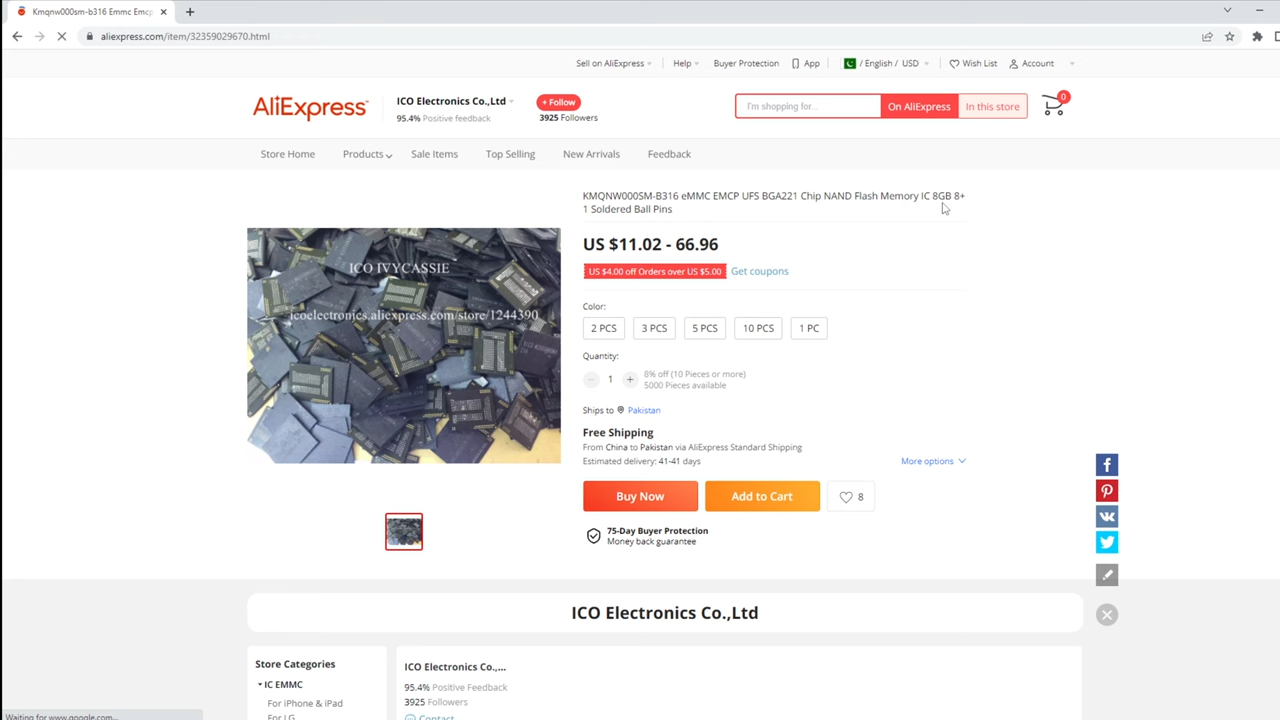 Kmqnw000sm-b316 Emmc Emcp
aliexpress.com/item/32359029670.html
Sell on AliExpress Help Buyer Protection App / English / USD Wish List Account
AliExpress
ICO Electronics Co.,Ltd
95.4% Positive feedback
+ Follow
3925 Followers
I'm shopping for...
On AliExpress
In this store
0
Store Home Products Sale Items Top Selling New Arrivals Feedback
KMQNW000SM-B316 eMMC EMCP UFS BGA221 Chip NAND Flash Memory IC 8GB 8+
1 Soldered Ball Pins
US $11.02 - 66.96
US $4.00 off Orders over US $5.00 Get coupons
ICO IVYCASSIE
icoelectronics.aliexpress.com/store/1244390
Color:
2 PCS 3 PCS 5 PCS 10 PCS 1 PC
Quantity:
1
8% off (10 Pieces or more)
5000 Pieces available
Ships to Pakistan
Free Shipping
From China to Pakistan via AliExpress Standard Shipping
Estimated delivery: 41-41 days
More options
Buy Now
Add to Cart
8
75-Day Buyer Protection
Money back guarantee
ICO Electronics Co.,Ltd
Store Categories
IC EMMC
For iPhone & iPad
For LG
ICO Electronics Co.,...
95.4% Positive Feedback
3925 Followers
Contact
Waiting for www.google.com...